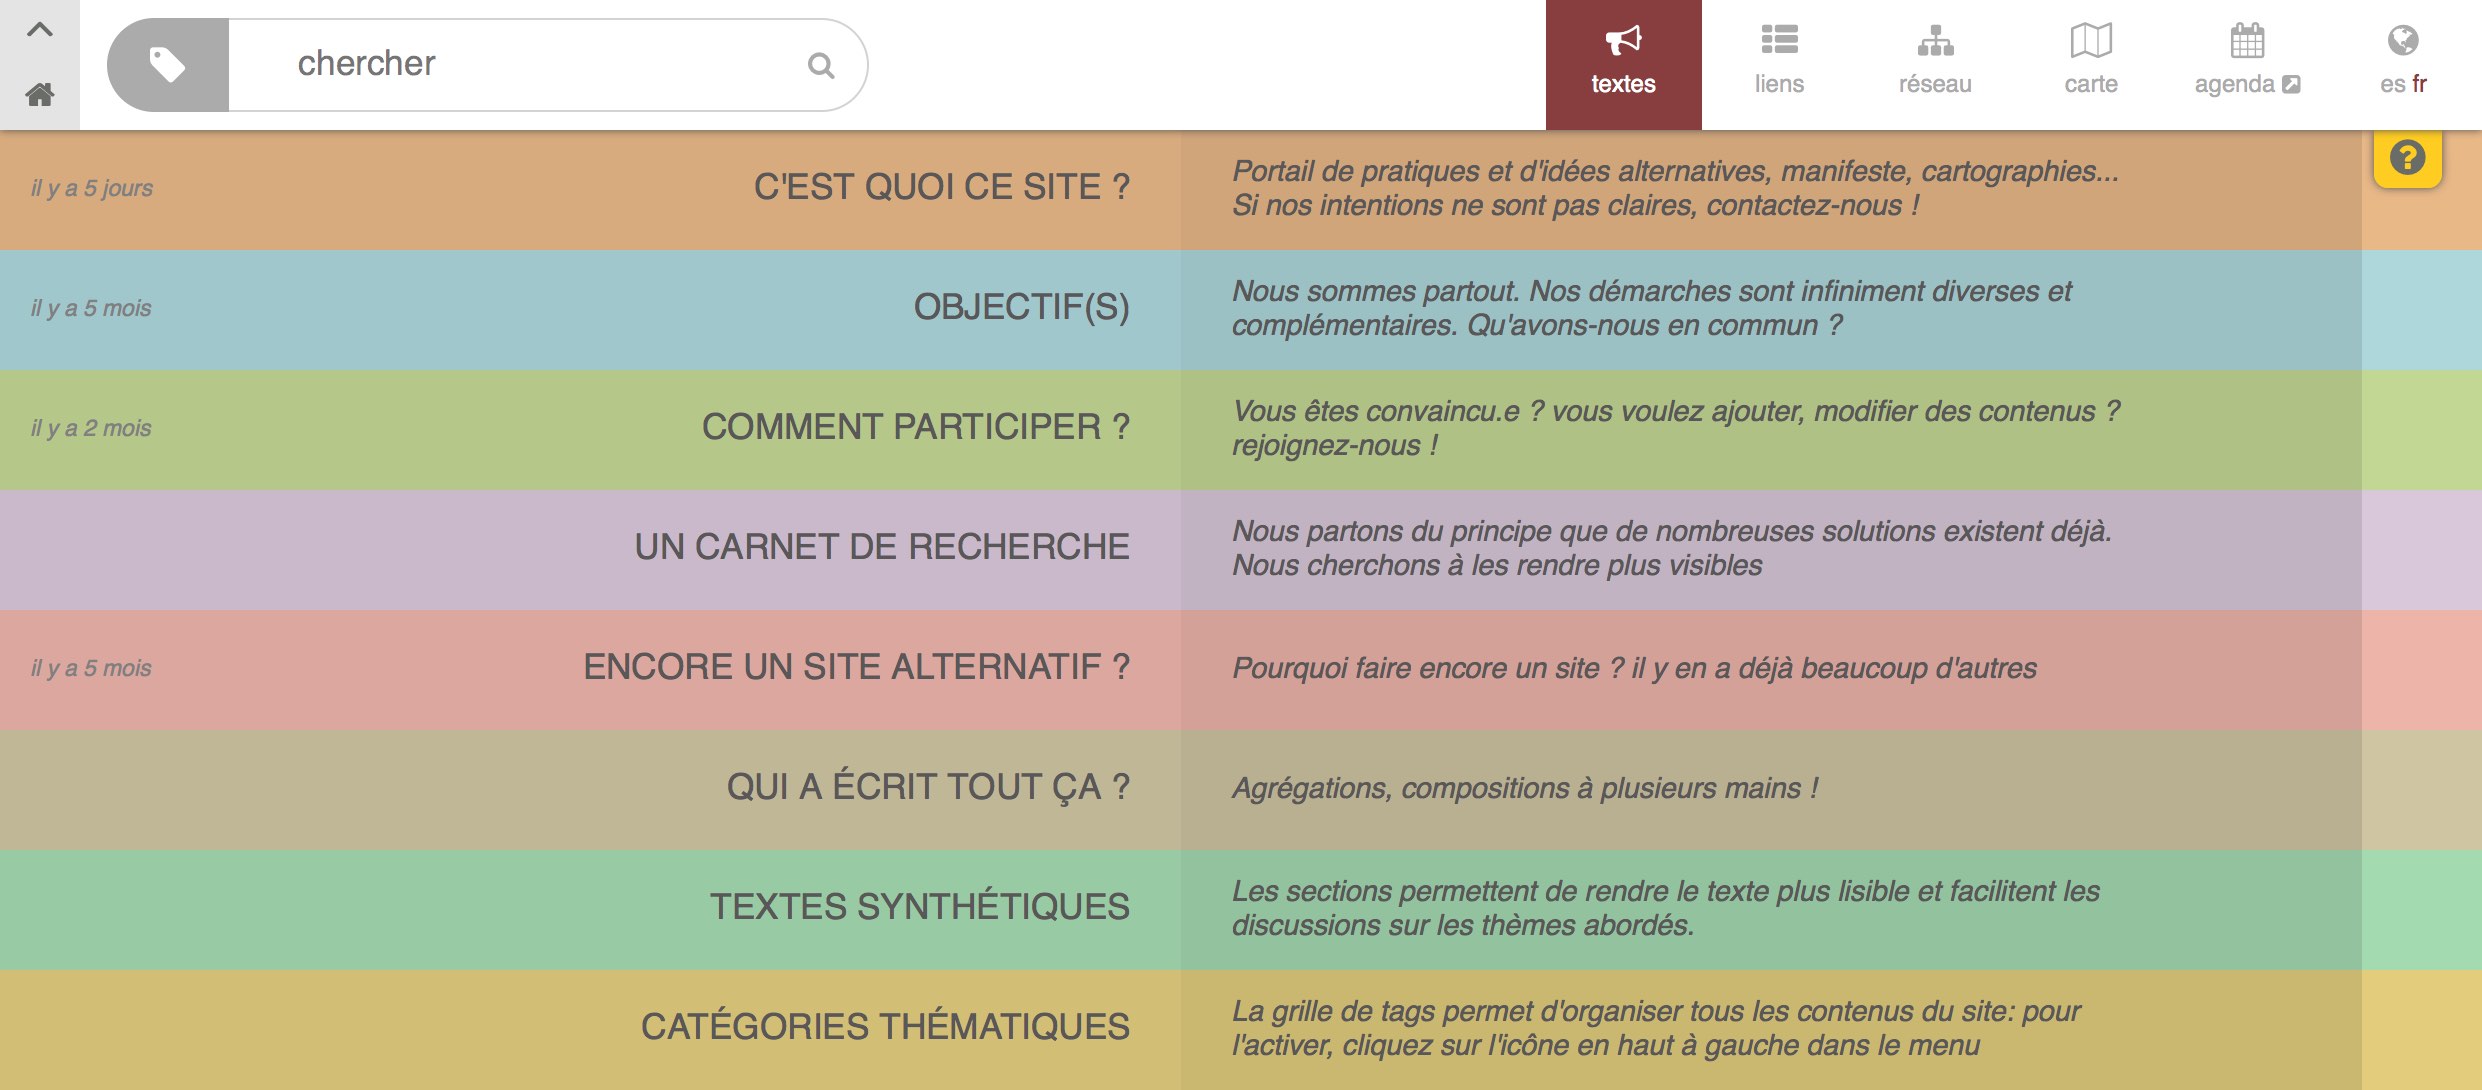 chercher
textes
liens
réseau
carte
agenda
es fr
il y a 5 jours
C'EST QUOI CE SITE ?
Portail de pratiques et d'idées alternatives, manifeste, cartographies...
Si nos intentions ne sont pas claires, contactez-nous !
il y a 5 mois
OBJECTIF(S)
Nous sommes partout. Nos démarches sont infiniment diverses et
complémentaires. Qu'avons-nous en commun ?
il y a 2 mois
COMMENT PARTICIPER ?
Vous êtes convaincu.e ? vous voulez ajouter, modifier des contenus ?
rejoignez-nous !
UN CARNET DE RECHERCHE
Nous partons du principe que de nombreuses solutions existent déjà.
Nous cherchons à les rendre plus visibles
il y a 5 mois
ENCORE UN SITE ALTERNATIF ?
Pourquoi faire encore un site ? il y en a déjà beaucoup d'autres
QUI A ÉCRIT TOUT ÇA ?
Agrégations, compositions à plusieurs mains !
TEXTES SYNTHÉTIQUES
Les sections permettent de rendre le texte plus lisible et facilitent les
discussions sur les thèmes abordés.
CATÉGORIES THÉMATIQUES
La grille de tags permet d'organiser tous les contenus du site: pour
l'activer, cliquez sur l'icône en haut à gauche dans le menu